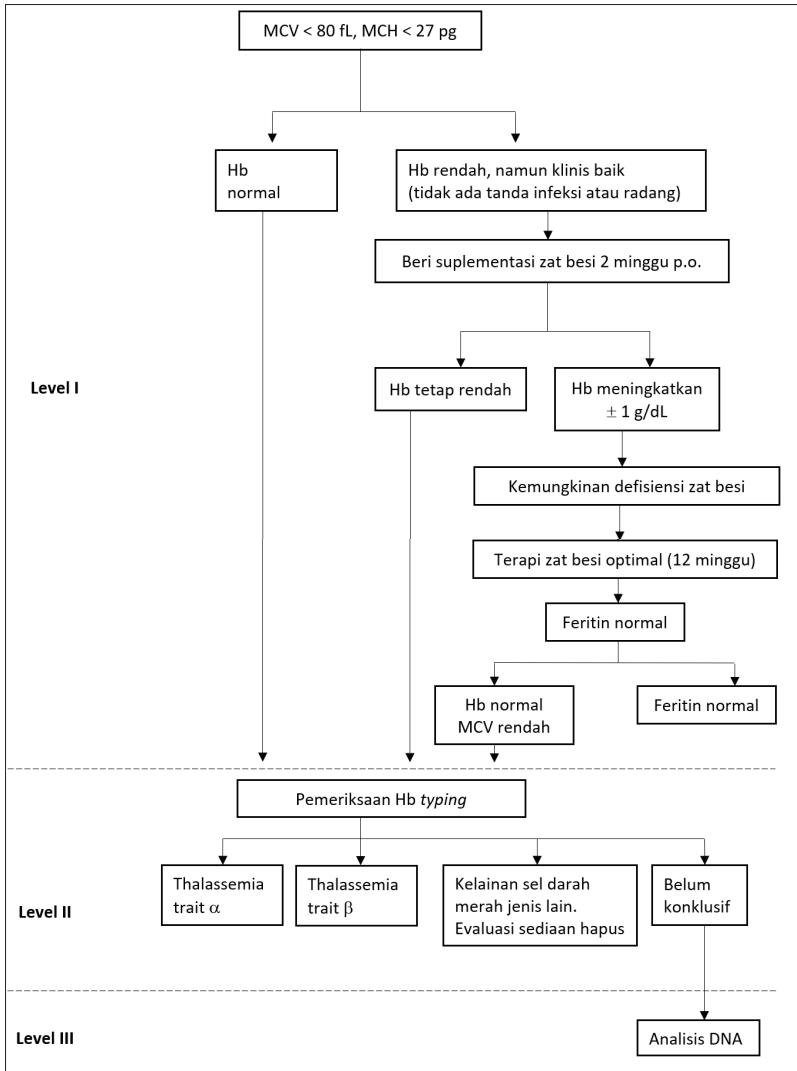 MCV < 80 fL, MCH < 27 pg
Hb
normal
Hb rendah, namun klinis baik
(tidak ada tanda infeksi atau radang)
Beri suplementasi zat besi 2 minggu p.o.
Level I
Hb tetap rendah
Hb meningkatkan
± 1 g/dL
Kemungkinan defisiensi zat besi
Terapi zat besi optimal (12 minggu)
Feritin normal
Hb normal
MCV rendah
Feritin normal
Pemeriksaan Hb typing
Level II
Thalassemia
trait α
Thalassemia
trait β
Kelainan sel darah
merah jenis lain.
Evaluasi sediaan hapus
Belum
konklusif
Level III
Analisis DNA